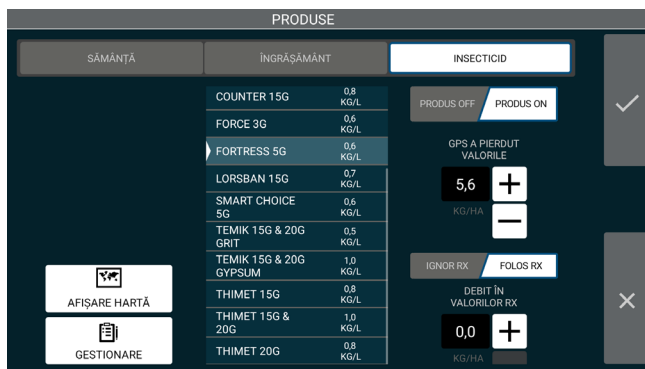 PRODUSE
SĂMÂNȚĂ
ÎNGRĂȘĂMÂNT
INSECTICID
COUNTER 15G 0,8 KG/L
FORCE 3G 0,6 KG/L
FORTRESS 5G 0,6 KG/L
LORSBAN 15G 0,7 KG/L
SMART CHOICE 5G 0,6 KG/L
TEMIK 15G & 20G GRIT 0,5 KG/L
TEMIK 15G & 20G GYPSUM 1,0 KG/L
THIMET 15G 0,8 KG/L
THIMET 15G & 20G 1,0 KG/L
THIMET 20G 0,8 KG/L
PRODUS OFF
PRODUS ON
GPS A PIERDUT
VALORILE
5,6
KG/HA
IGNOR RX
FOLOS RX
DEBIT ÎN
VALORILOR RX
0,0
KG/HA
AFIȘARE HARTĂ
GESTIONARE